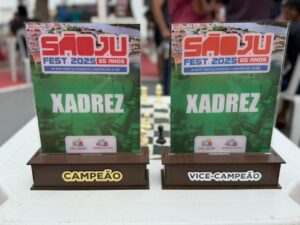 SÃOJU
FEST 2025 65 ANOS
XADREZ
CAMPEÃO
SÃOJU
FEST 2025 65 ANOS
XADREZ
VICE-CAMPEÃO